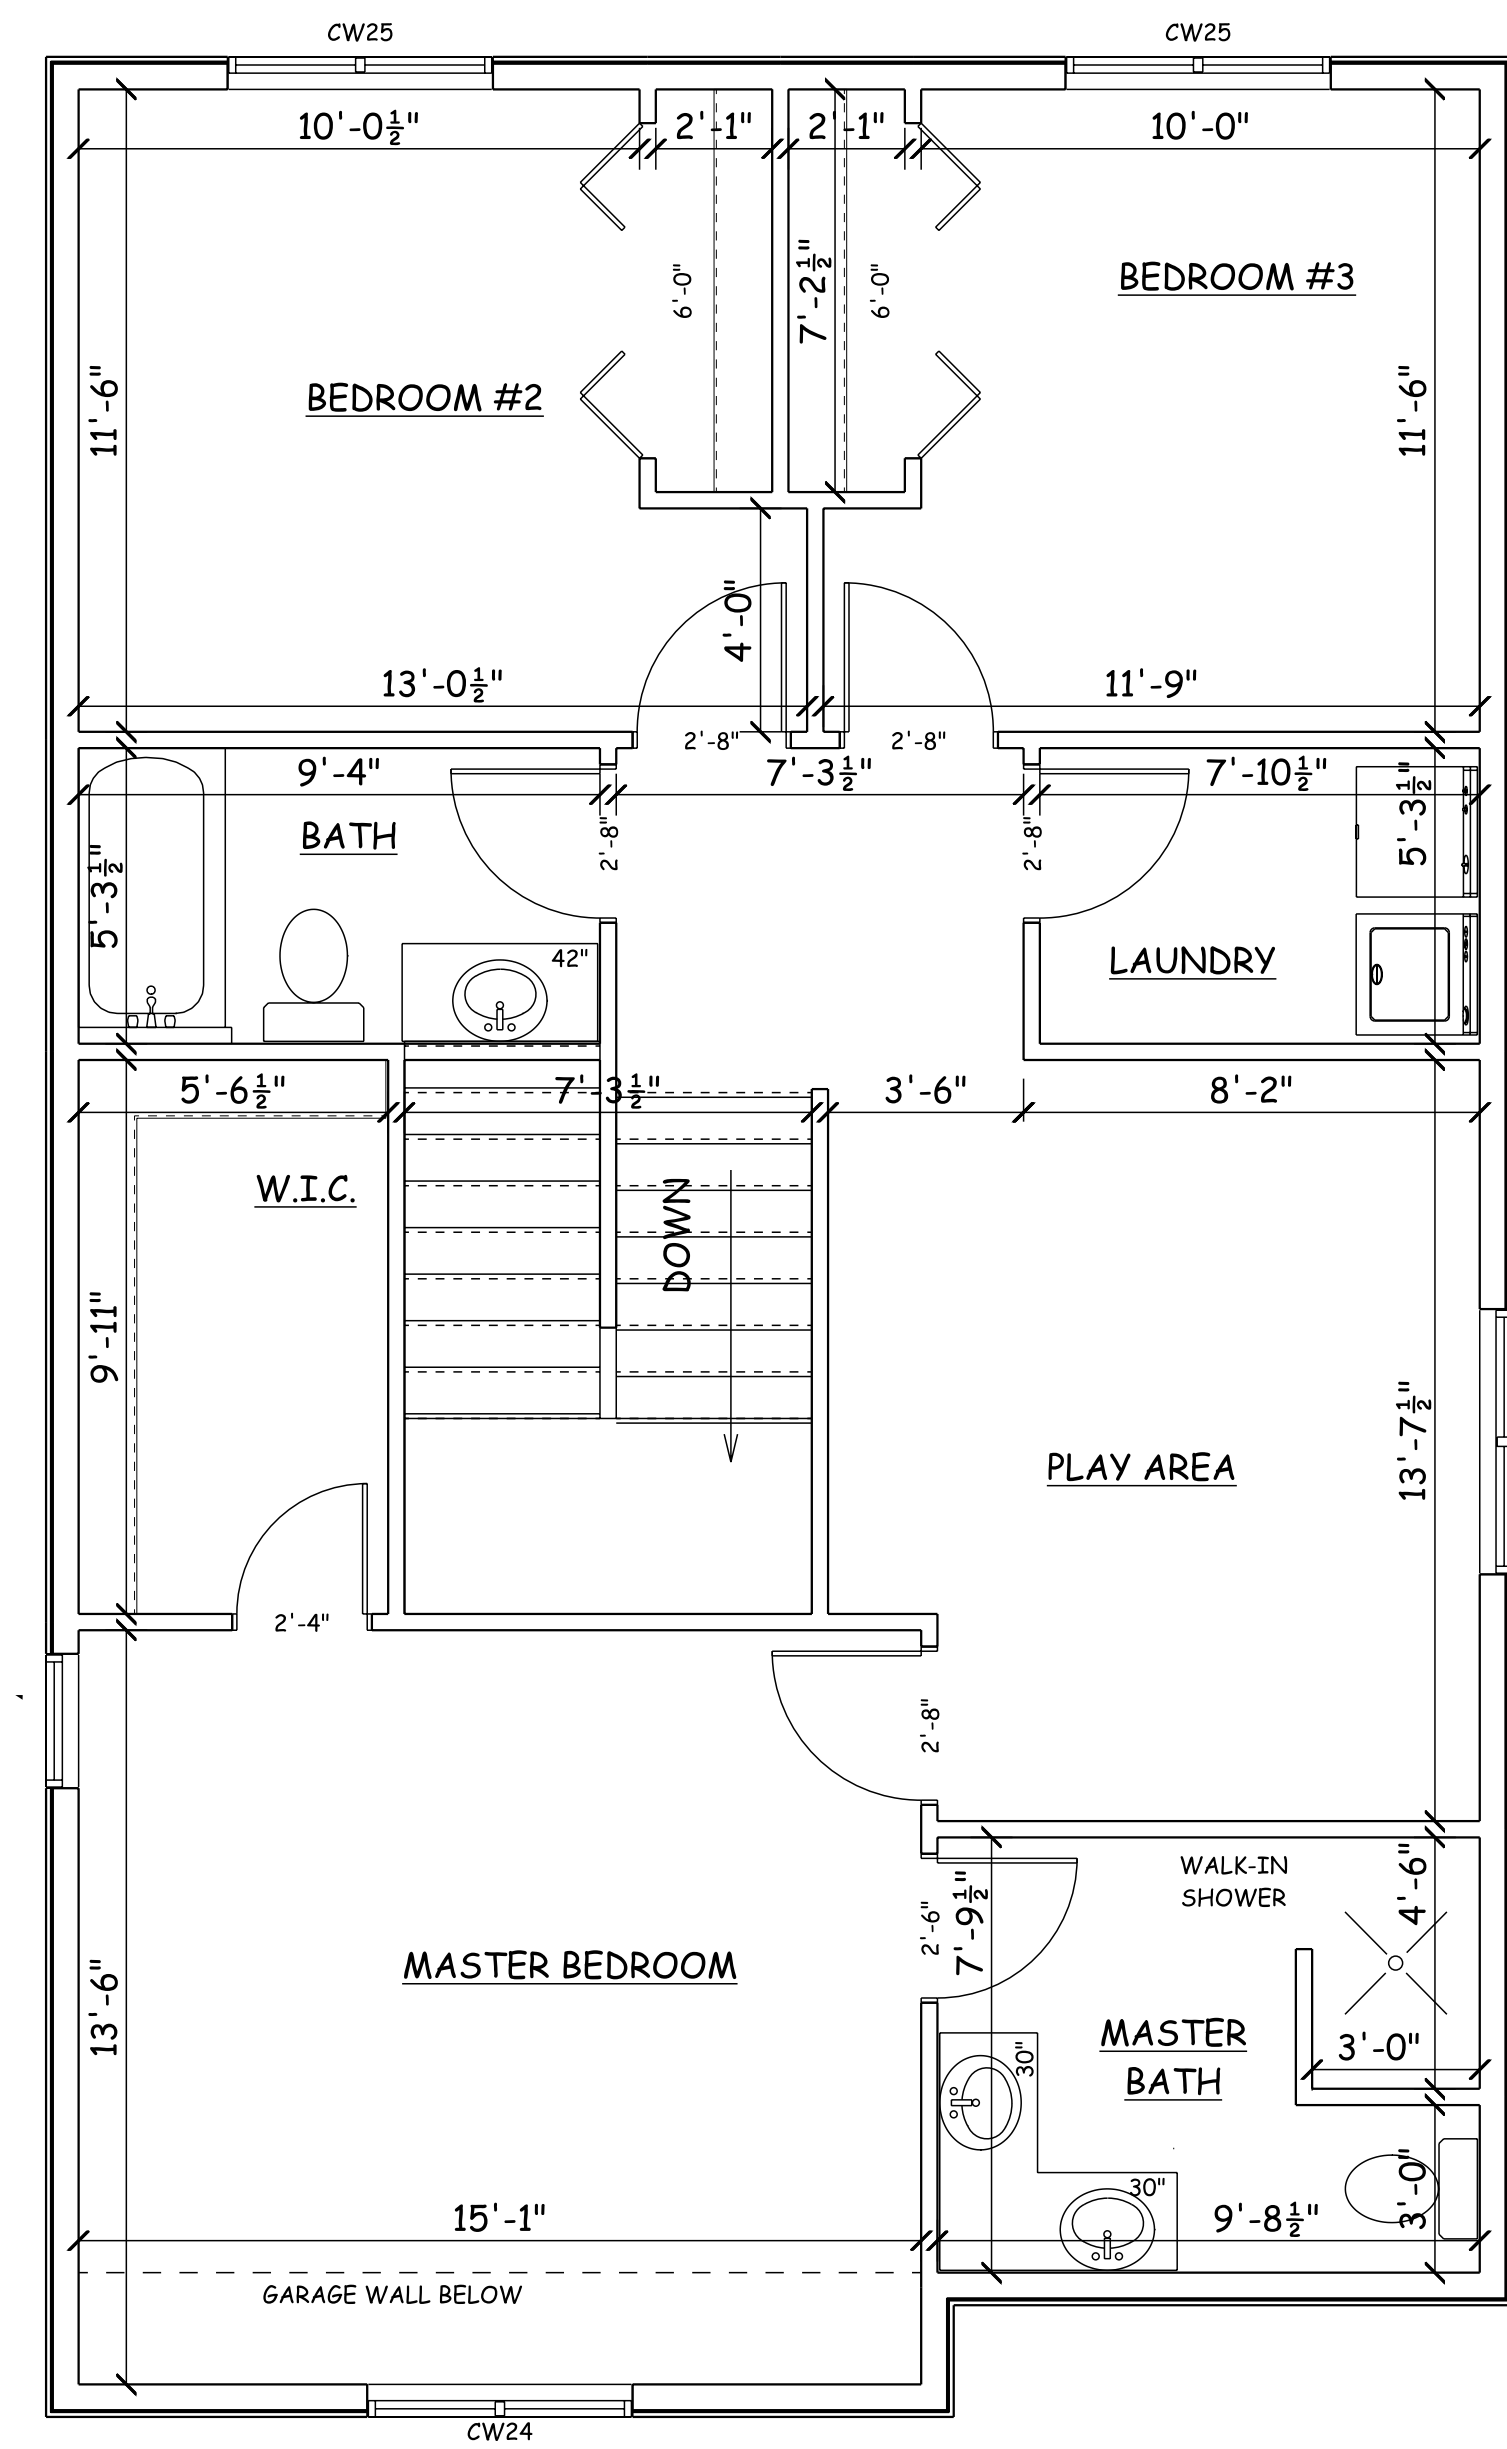 CW25
CW25
10'-0½"
2'-1"
2'-1"
10'-0"
6'-0"
7'-2½"
6'-0"
BEDROOM #3
11'-6"
BEDROOM #2
11'-6"
4'-0"
13'-0½"
11'-9"
2'-8"
2'-8"
9'-4"
7'-3½"
7'-10½"
BATH
2'-8"
2'-8"
5'-3½"
5'-3½"
42"
LAUNDRY
5'-6½"
7'-3½"
3'-6"
8'-2"
W.I.C.
DOWN
9'-11"
13'-7½"
PLAY AREA
2'-4"
2'-8"
WALK-IN
SHOWER
4'-6"
2'-6"
7'-9½"
MASTER BEDROOM
13'-6"
MASTER
BATH
30"
3'-0"
30"
3'-0"
15'-1"
9'-8½"
GARAGE WALL BELOW
CW24